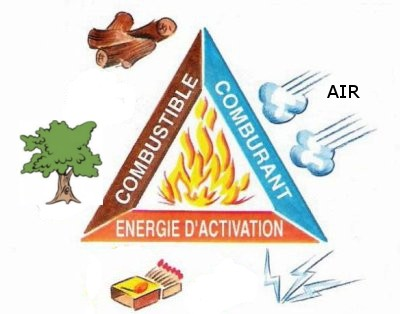 COMBUSTIBLE
COMBURANT
AIR
ENERGIE D'ACTIVATION